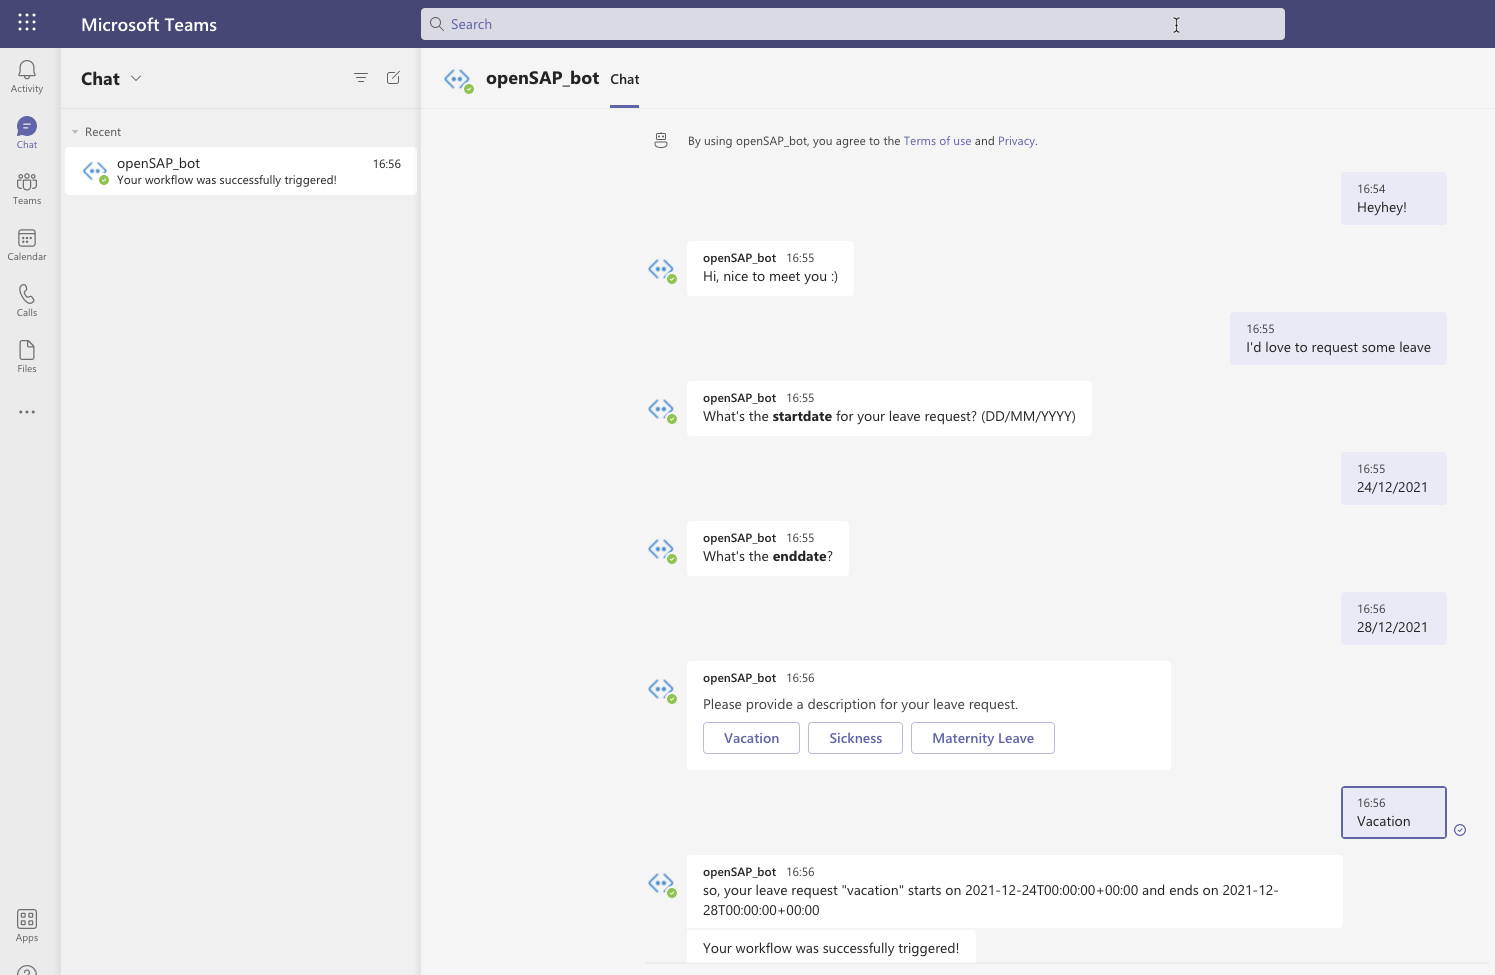 Microsoft Teams
Search
Activity
Chat
Teams
Calendar
Calls
Files
Apps
Chat
Recent
openSAP_bot 16:56
Your workflow was successfully triggered!
openSAP_bot Chat
By using openSAP_bot, you agree to the Terms of use and Privacy.
16:54
Heyhey!
openSAP_bot 16:55
Hi, nice to meet you :)
16:55
I'd love to request some leave
openSAP_bot 16:55
What's the startdate for your leave request? (DD/MM/YYYY)
16:55
24/12/2021
openSAP_bot 16:55
What's the enddate?
16:56
28/12/2021
openSAP_bot 16:56
Please provide a description for your leave request.
Vacation Sickness Maternity Leave
16:56
Vacation
openSAP_bot 16:56
so, your leave request "vacation" starts on 2021-12-24T00:00:00+00:00 and ends on 2021-12-
28T00:00:00+00:00
Your workflow was successfully triggered!